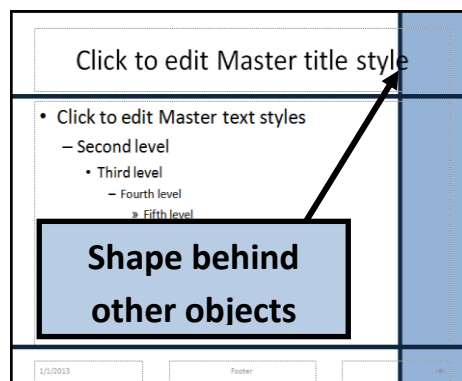 Click to edit Master title style
• Click to edit Master text styles
– Second level
• Third level
– Fourth level
» Fifth level
Shape behind
other objects
1/1/2013
Footer
‹#›